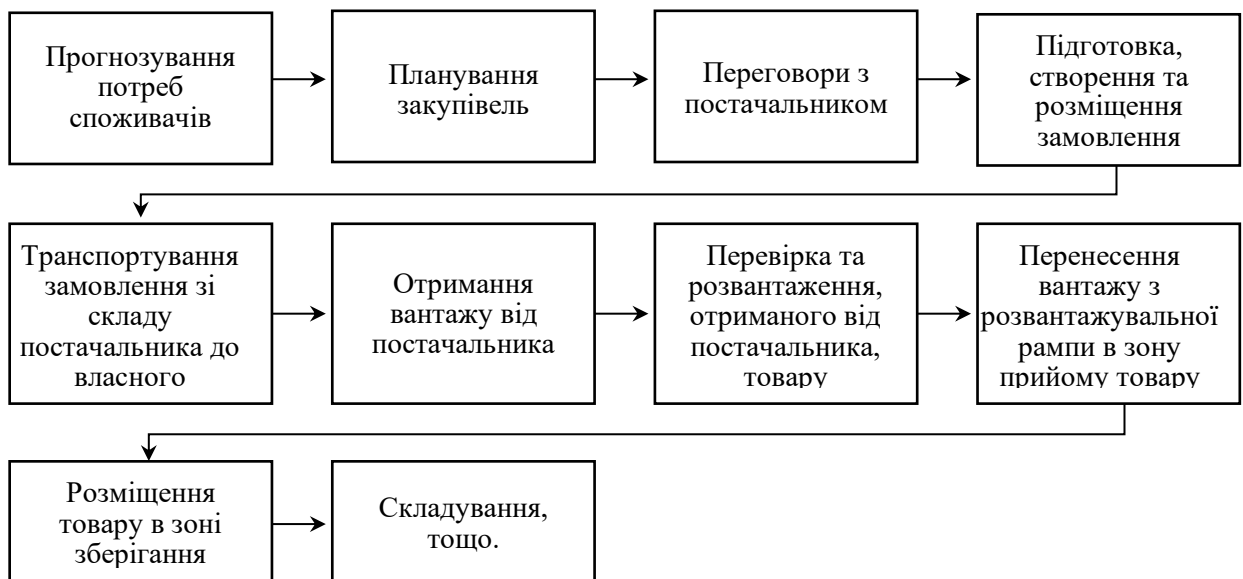 Прогнозування
потреб
споживачів
Планування
закупівель
Переговори з
постачальником
Підготовка,
створення та
розміщення
замовлення
Транспортування
замовлення зі
складу
постачальника до
власного
Отримання
вантажу від
постачальника
Перевірка та
розвантаження,
отриманого від
постачальника,
товару
Перенесення
вантажу з
розвантажувальної
рампи в зону
прийому товару
Розміщення
товару в зоні
зберігання
Складування,
тощо.